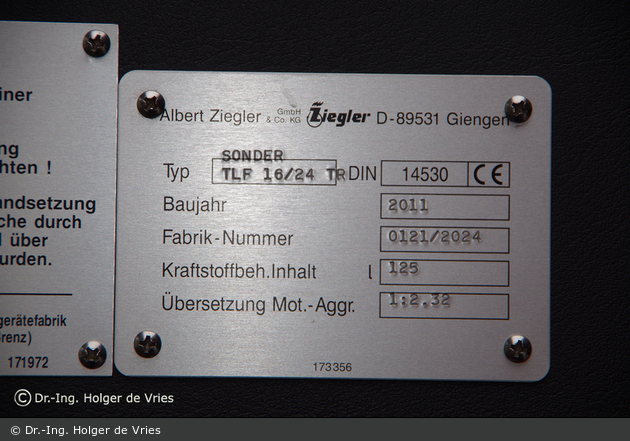 iner
ng
hten !
andsetzung
che durch
l über
urden.
gerätefabrik
lrenz)
171972
Albert Ziegler GmbH & Co. KG Ziegler D-89531 Giengen
SONDER
Typ TLF 16/24 TR DIN 14530 CE
Baujahr 2011
Fabrik-Nummer 0121/2024
Kraftstoffbeh.Inhalt l 125
Übersetzung Mot.-Aggr. 1:2.32
173356
© Dr.-Ing. Holger de Vries
© Dr.-Ing. Holger de Vries